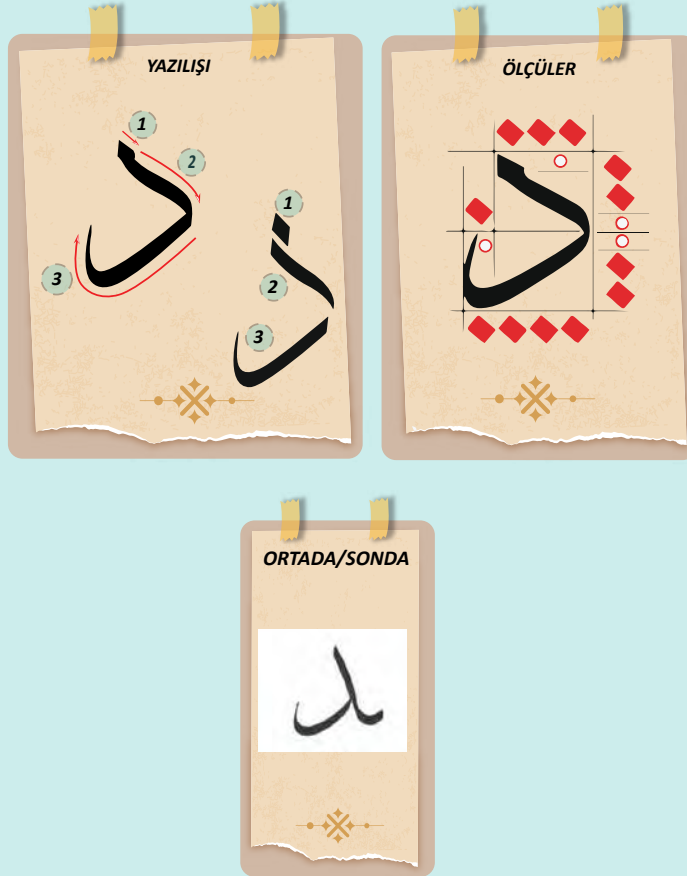 YAZILIŞI
1
2
3
د
1
2
3
د
ÖLÇÜLER
د
ORTADA/SONDA
ـد